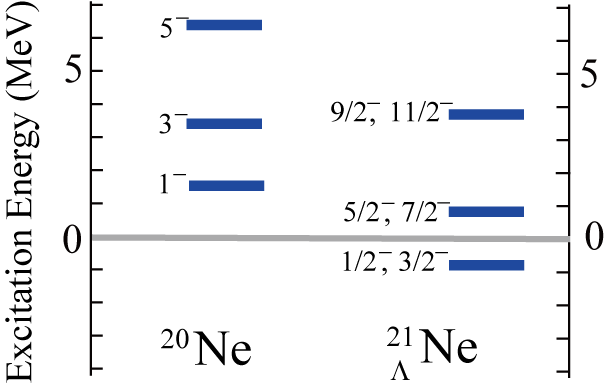 Excitation Energy (MeV)
5⁻
5
5
9/2⁻, 11/2⁻
3⁻
1⁻
5/2⁻, 7/2⁻
0
0
1/2⁻, 3/2⁻
²⁰Ne
²¹Ne
Λ